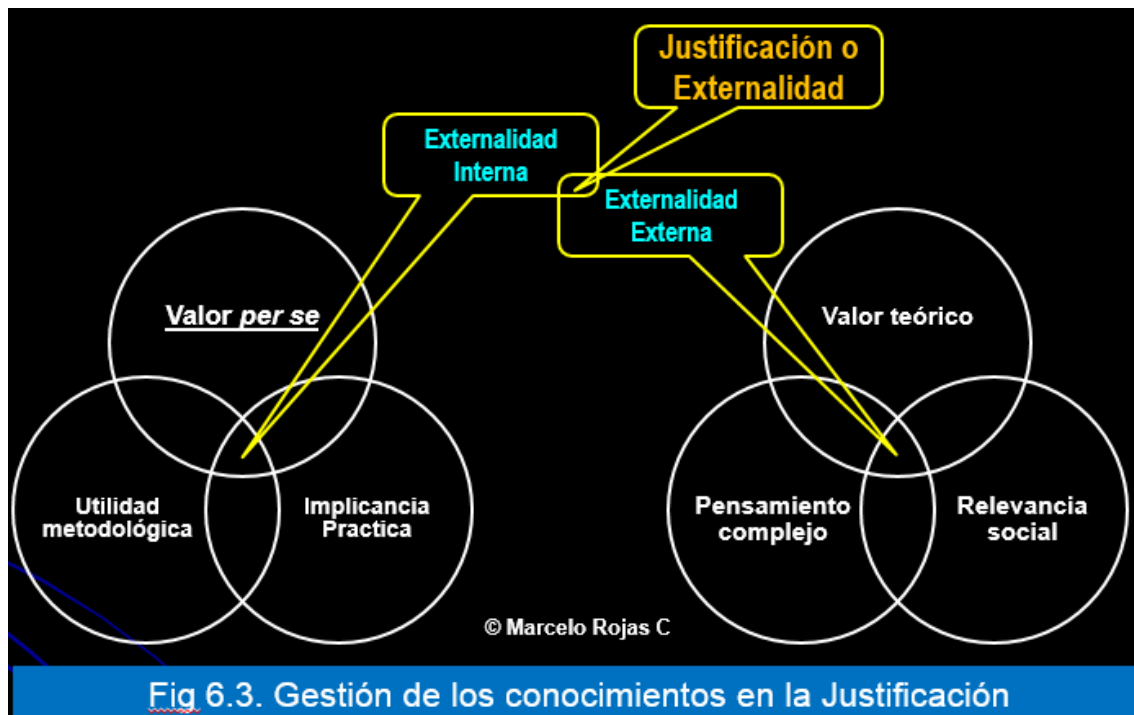 Justificación o
Externalidad
Externalidad
Interna
Externalidad
Externa
Valor per se
Valor teórico
Utilidad
metodológica
Implicancia
Practica
Pensamiento
complejo
Relevancia
social
© Marcelo Rojas C
Fig 6.3. Gestión de los conocimientos en la Justificación